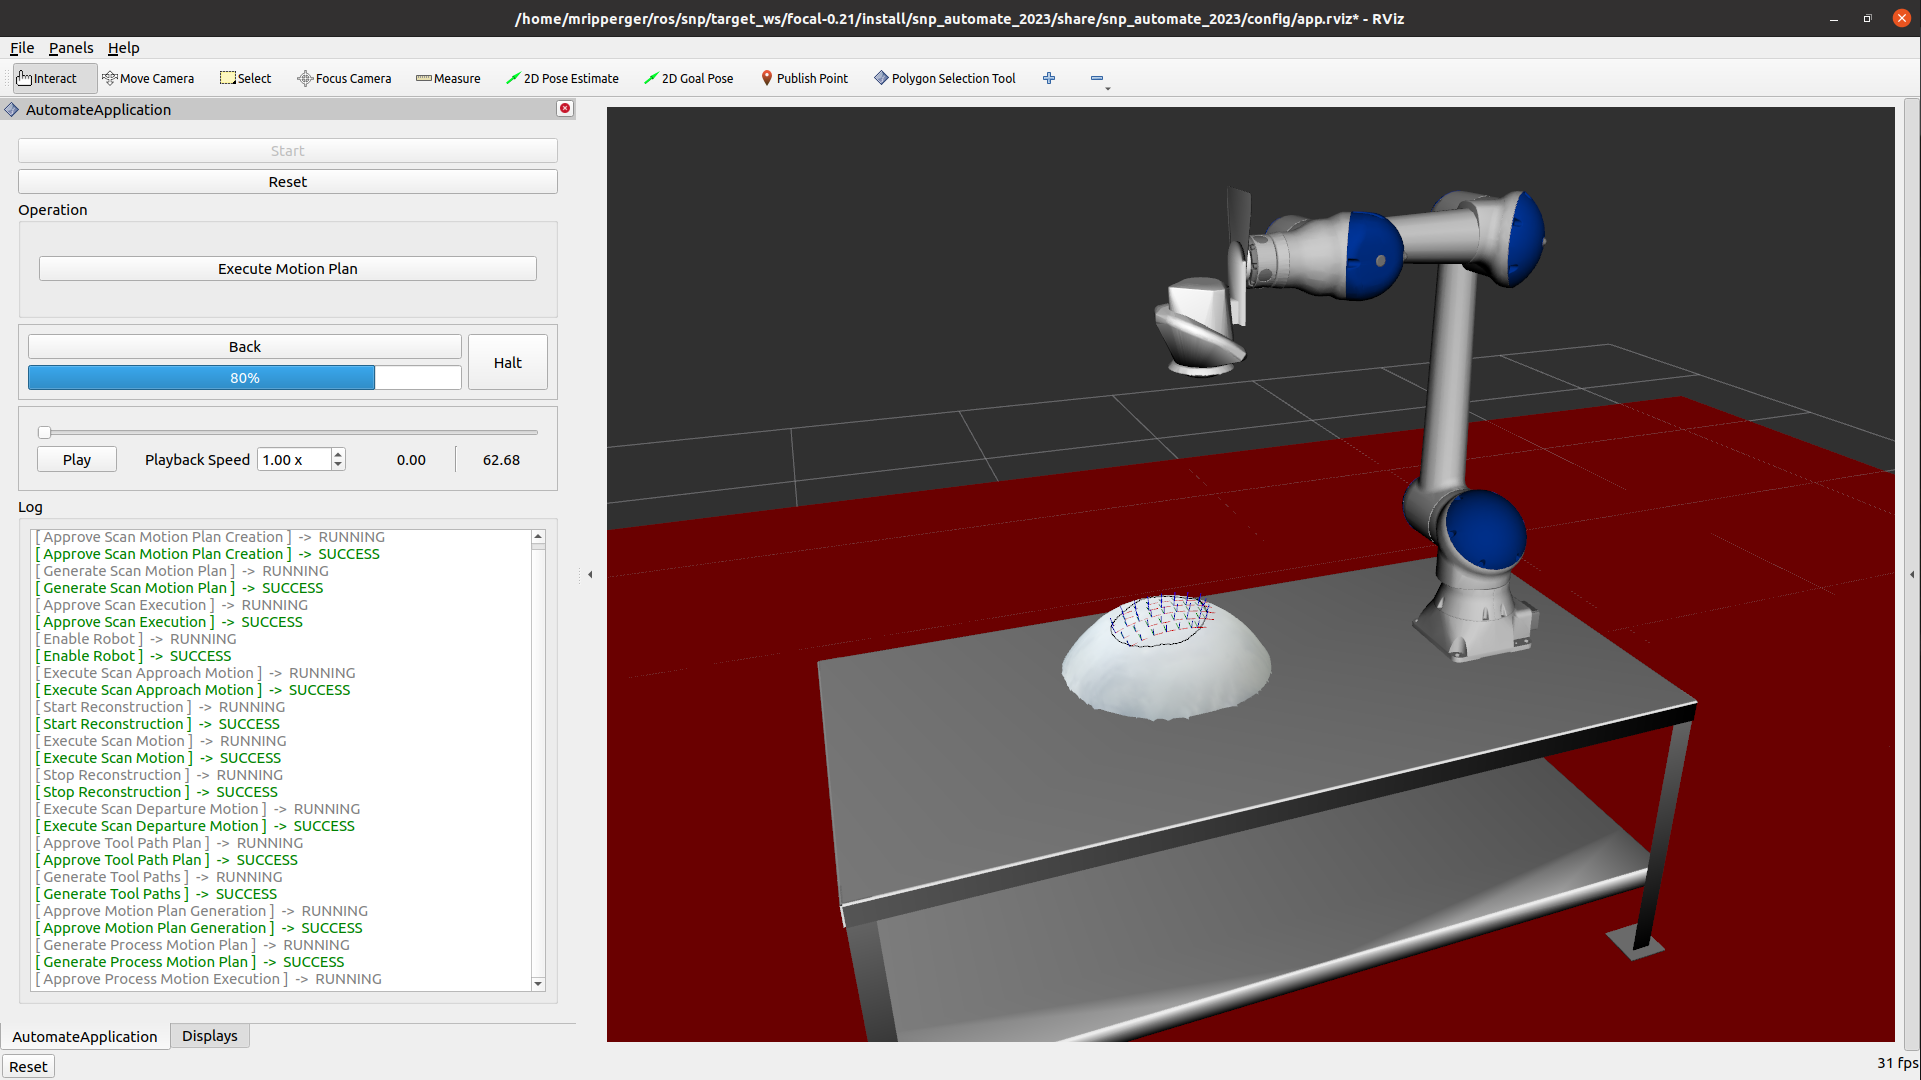 /home/mripperger/ros/snp/target_ws/focal-0.21/install/snp_automate_2023/share/snp_automate_2023/config/app.rviz* - RViz
File Panels Help
Interact Move Camera Select Focus Camera Measure 2D Pose Estimate 2D Goal Pose Publish Point Polygon Selection Tool
AutomateApplication
Start
Reset
Operation
Execute Motion Plan
Back
Halt
80%
Play Playback Speed 1.00 x 0.00 62.68
Log
[ Approve Scan Motion Plan Creation ] -> RUNNING
[ Approve Scan Motion Plan Creation ] -> SUCCESS
[ Generate Scan Motion Plan ] -> RUNNING
[ Generate Scan Motion Plan ] -> SUCCESS
[ Approve Scan Execution ] -> RUNNING
[ Approve Scan Execution ] -> SUCCESS
[ Enable Robot ] -> RUNNING
[ Enable Robot ] -> SUCCESS
[ Execute Scan Approach Motion ] -> RUNNING
[ Execute Scan Approach Motion ] -> SUCCESS
[ Start Reconstruction ] -> RUNNING
[ Start Reconstruction ] -> SUCCESS
[ Execute Scan Motion ] -> RUNNING
[ Execute Scan Motion ] -> SUCCESS
[ Stop Reconstruction ] -> RUNNING
[ Stop Reconstruction ] -> SUCCESS
[ Execute Scan Departure Motion ] -> RUNNING
[ Execute Scan Departure Motion ] -> SUCCESS
[ Approve Tool Path Plan ] -> RUNNING
[ Approve Tool Path Plan ] -> SUCCESS
[ Generate Tool Paths ] -> RUNNING
[ Generate Tool Paths ] -> SUCCESS
[ Approve Motion Plan Generation ] -> RUNNING
[ Approve Motion Plan Generation ] -> SUCCESS
[ Generate Process Motion Plan ] -> RUNNING
[ Generate Process Motion Plan ] -> SUCCESS
[ Approve Process Motion Execution ] -> RUNNING
AutomateApplication Displays
Reset
31 fps